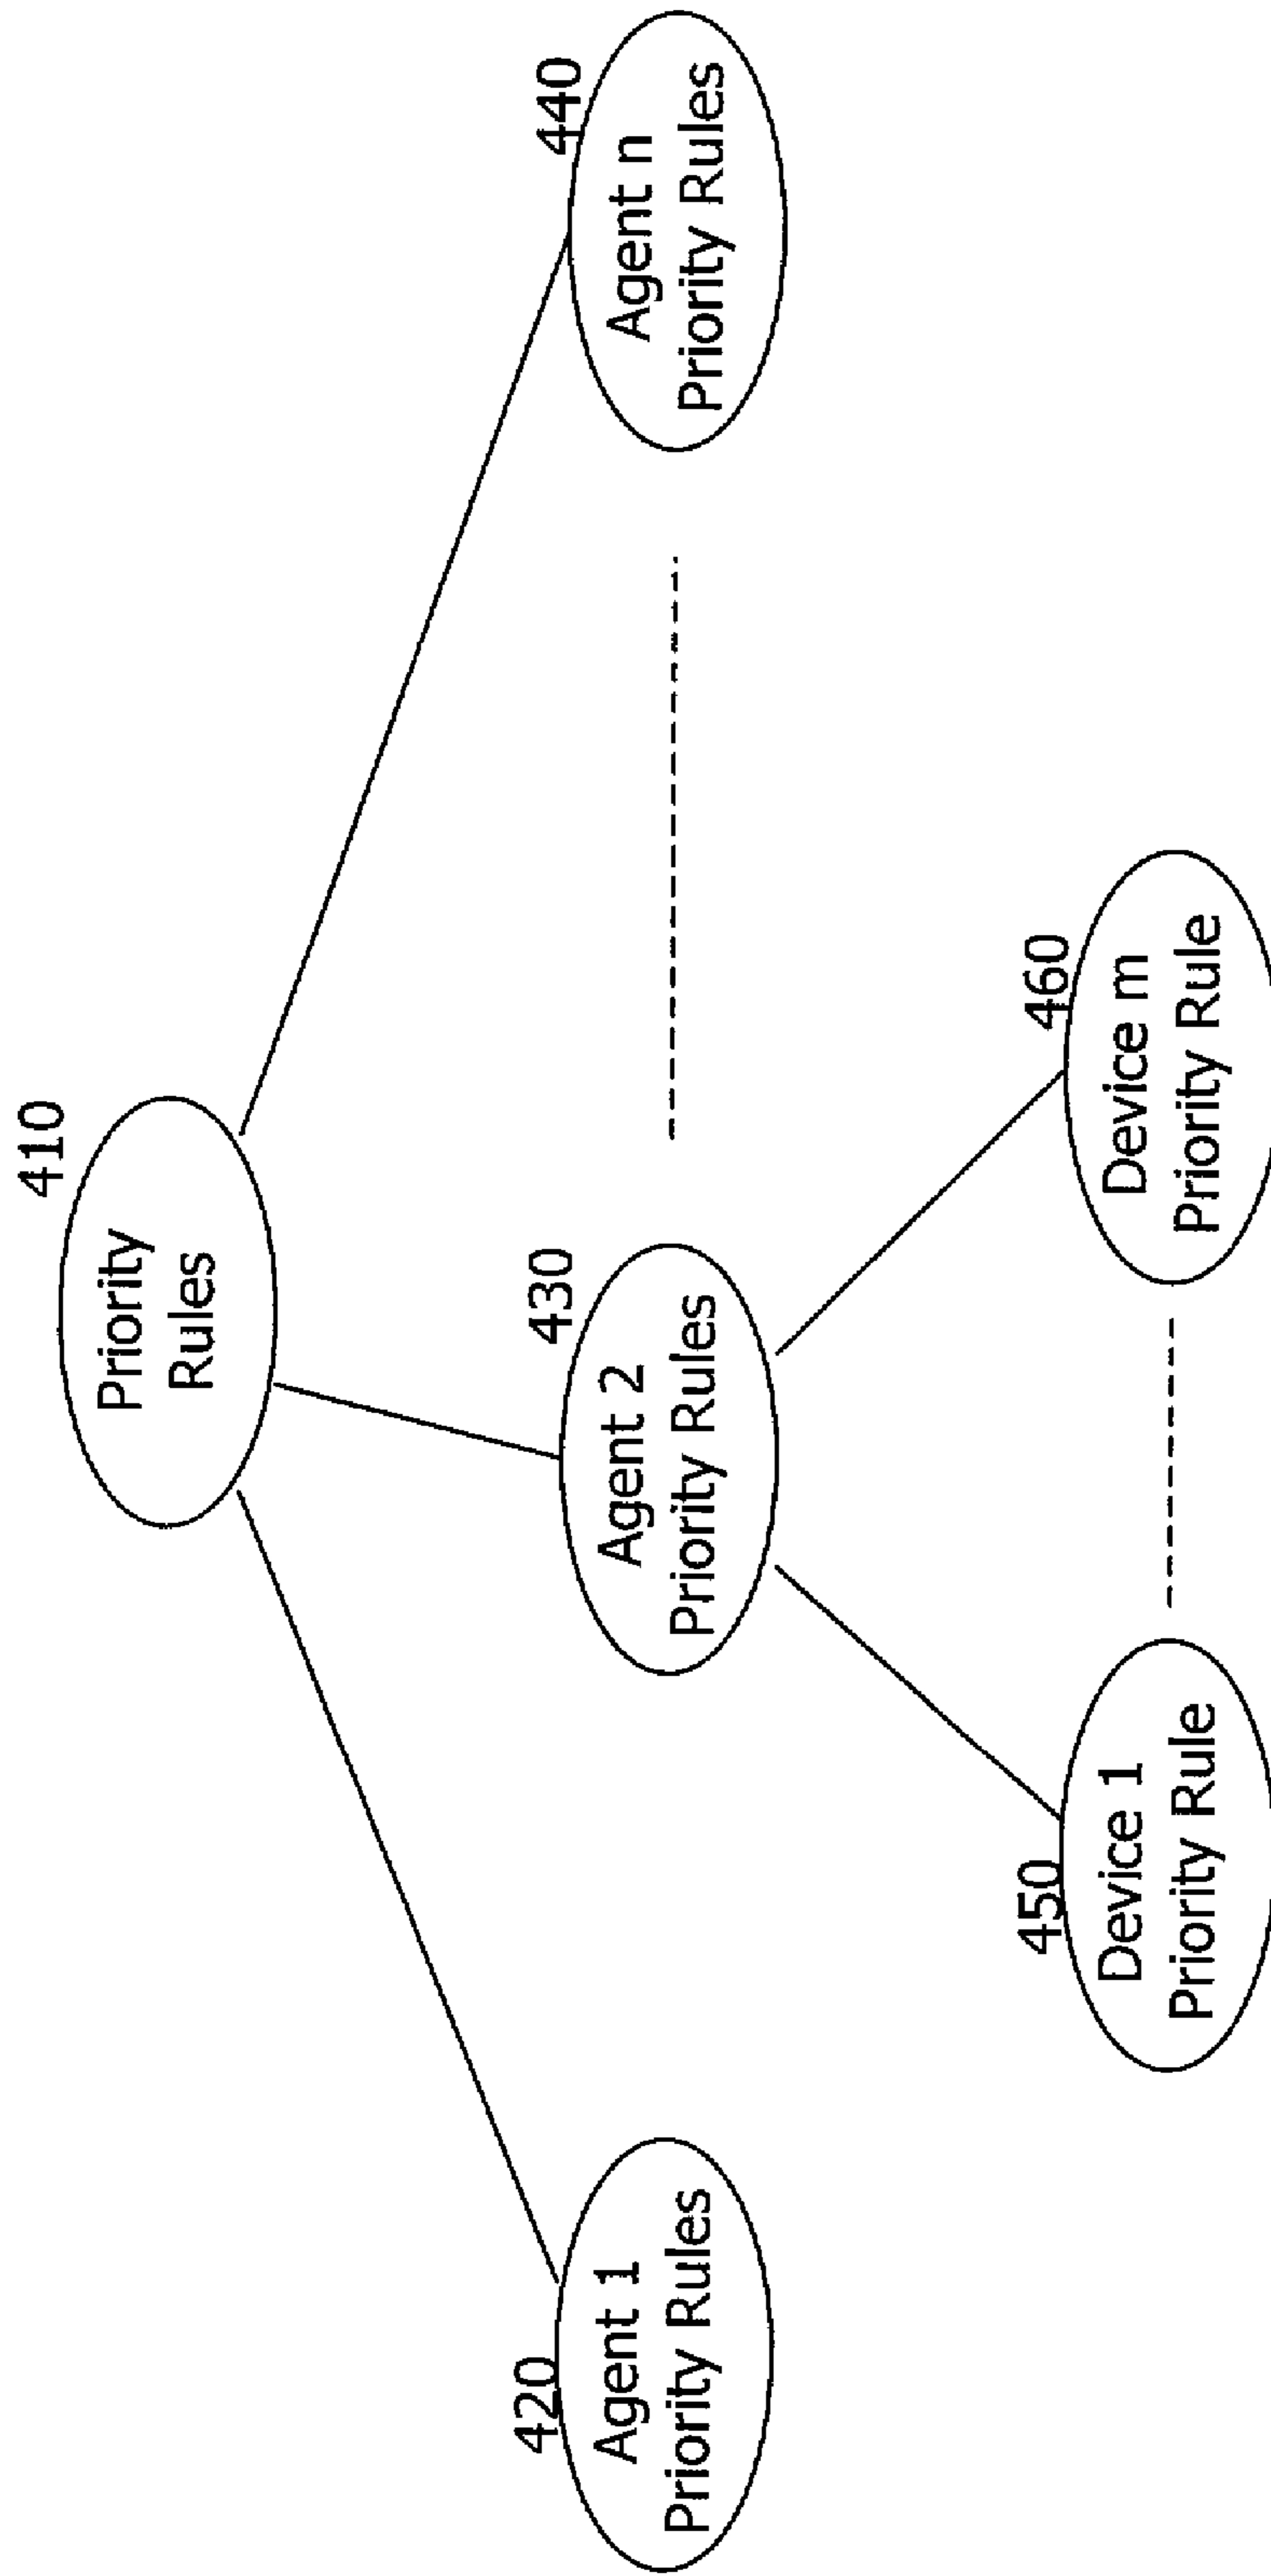 410
Priority
Rules
420
Agent 1
Priority Rules
430
Agent 2
Priority Rules
440
Agent n
Priority Rules
450
Device 1
Priority Rule
460
Device m
Priority Rule